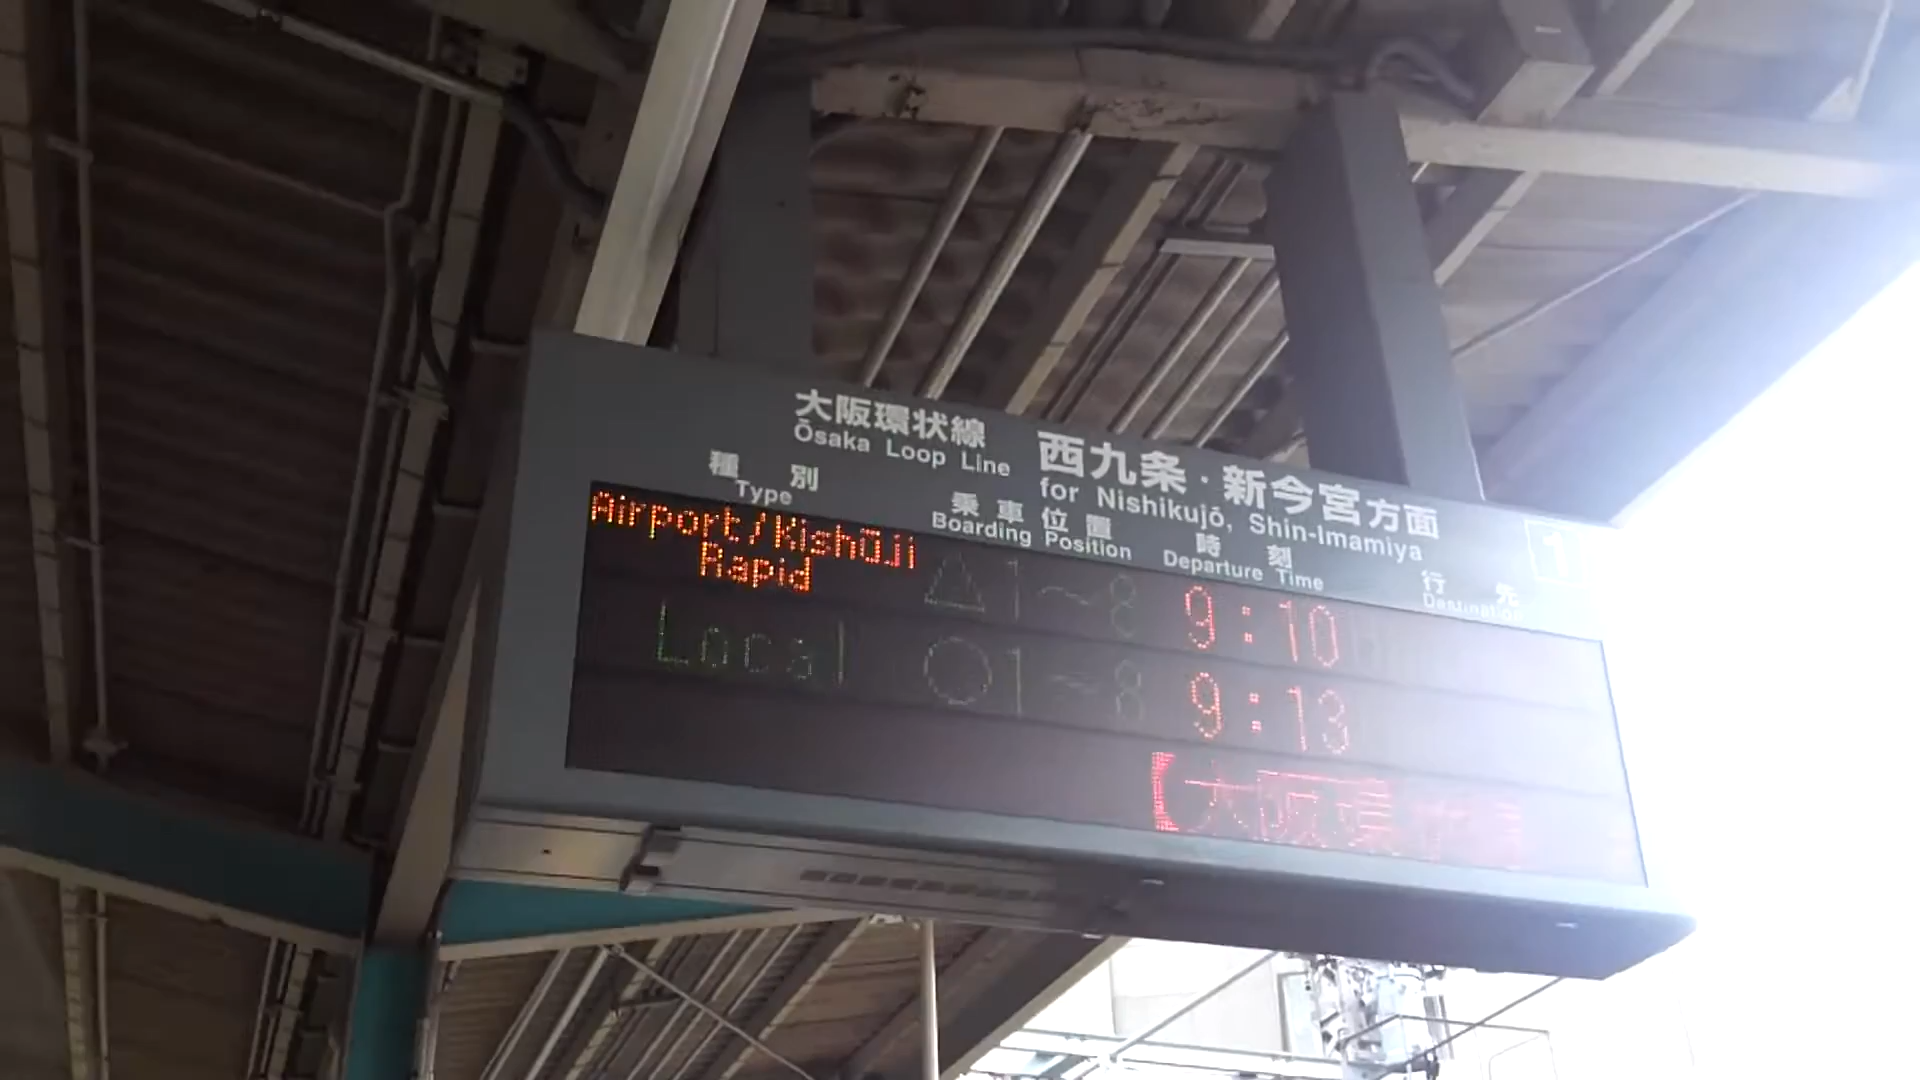 大阪環状線 西九条・新今宮方面
Ōsaka Loop Line for Nishikujō, Shin-Imamiya
1
種別 乗車位置 時刻 行先
Type Boarding Position Departure Time Destination
Airport/Kishūji
Rapid △1～8 9:10
Local ○1～8 9:13
【大阪環